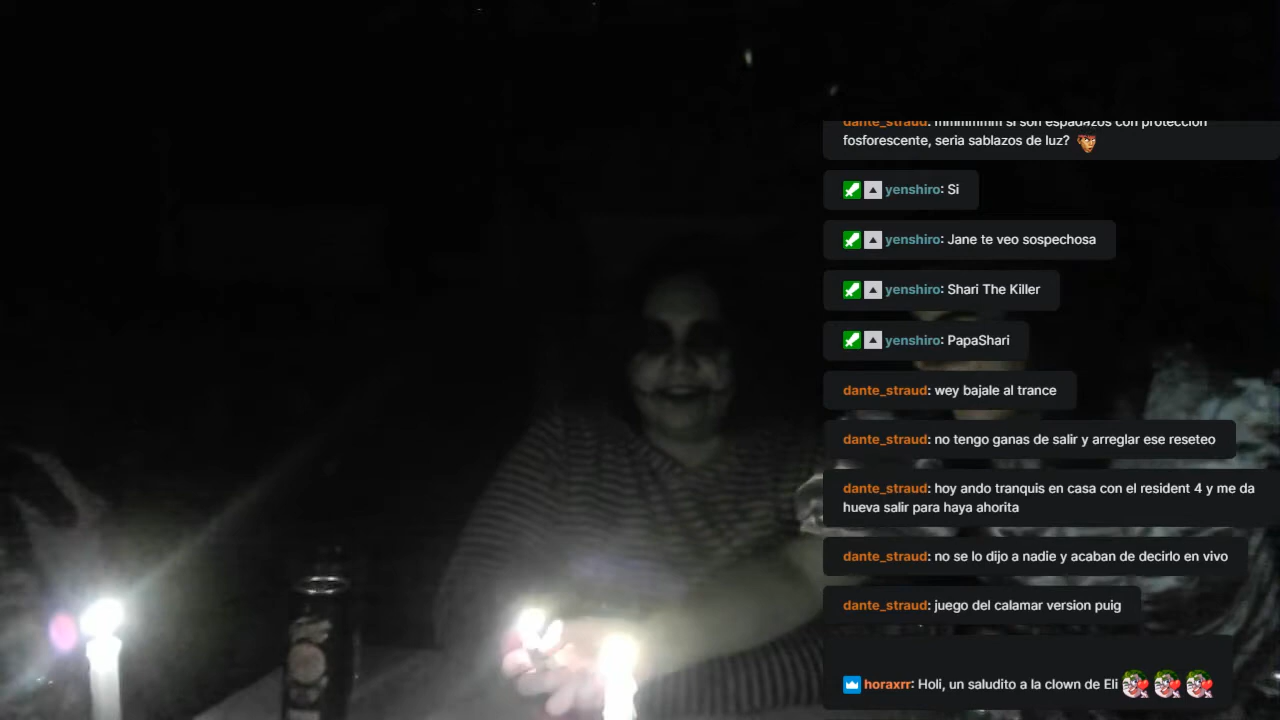 dante_straud: mmmmmmm si son espadazos con protección
fosforescente, seria sablazos de luz?
yenshiro: Si
yenshiro: Jane te veo sospechosa
yenshiro: Shari The Killer
yenshiro: PapaShari
dante_straud: wey bajale al trance
dante_straud: no tengo ganas de salir y arreglar ese reseteo
dante_straud: hoy ando tranquis en casa con el resident 4 y me da
hueva salir para haya ahorita
dante_straud: no se lo dijo a nadie y acaban de decirlo en vivo
dante_straud: juego del calamar version puig
horaxrr: Holi, un saludito a la clown de Eli